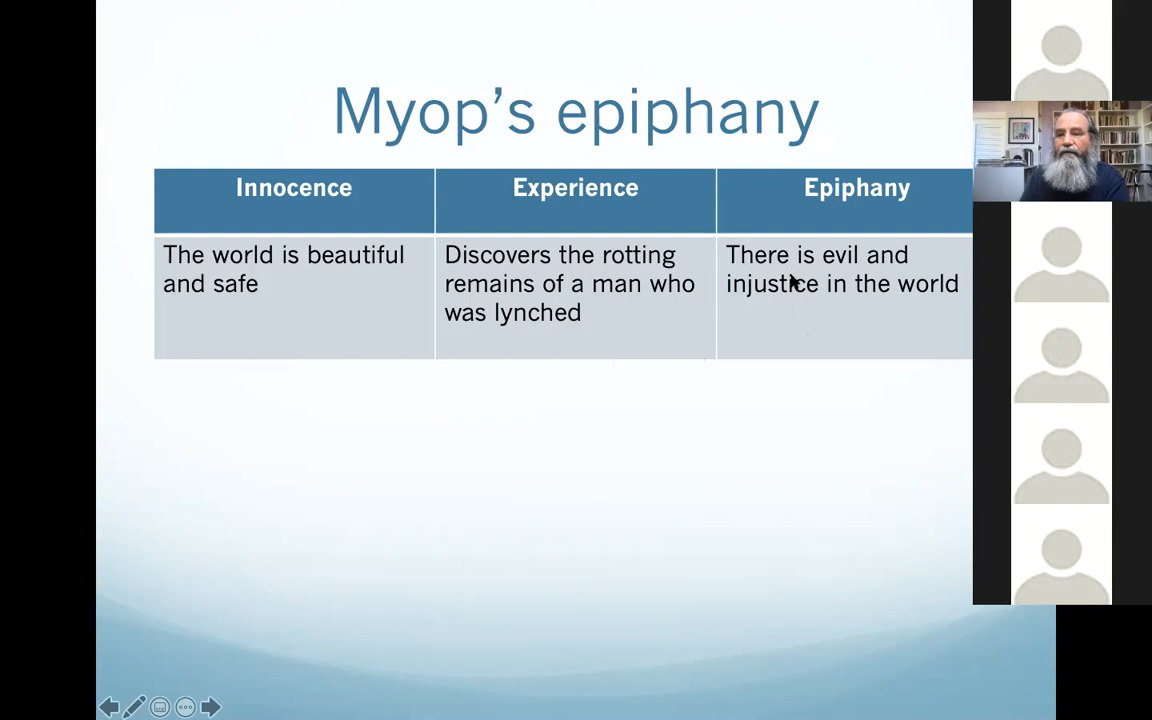 Myop's epiphany
Innocence
Experience
Epiphany
The world is beautiful
and safe
Discovers the rotting
remains of a man who
was lynched
There is evil and
injustice in the world